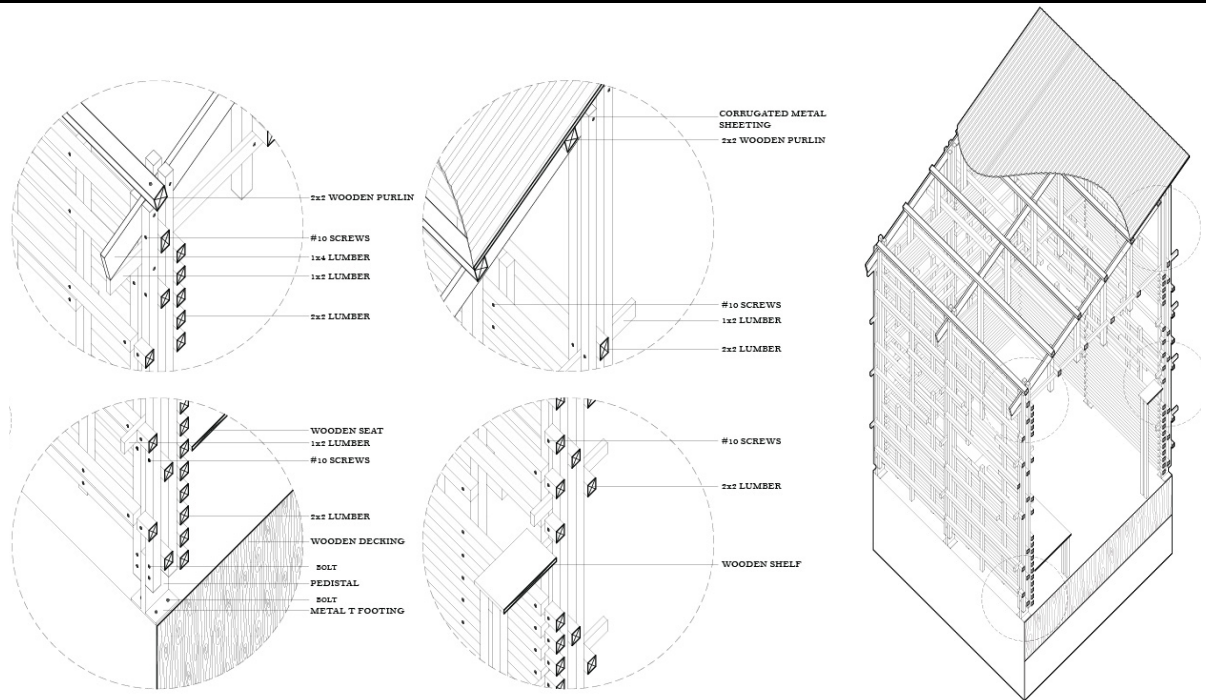 2x2 WOODEN PURLIN
#10 SCREWS
1x4 LUMBER
1x2 LUMBER
2x2 LUMBER
CORRUGATED METAL
SHEETING
2x2 WOODEN PURLIN
#10 SCREWS
1x2 LUMBER
2x2 LUMBER
WOODEN SEAT
1x2 LUMBER
#10 SCREWS
2x2 LUMBER
WOODEN DECKING
BOLT
PEDISTAL
BOLT
METAL T FOOTING
#10 SCREWS
2x2 LUMBER
WOODEN SHELF